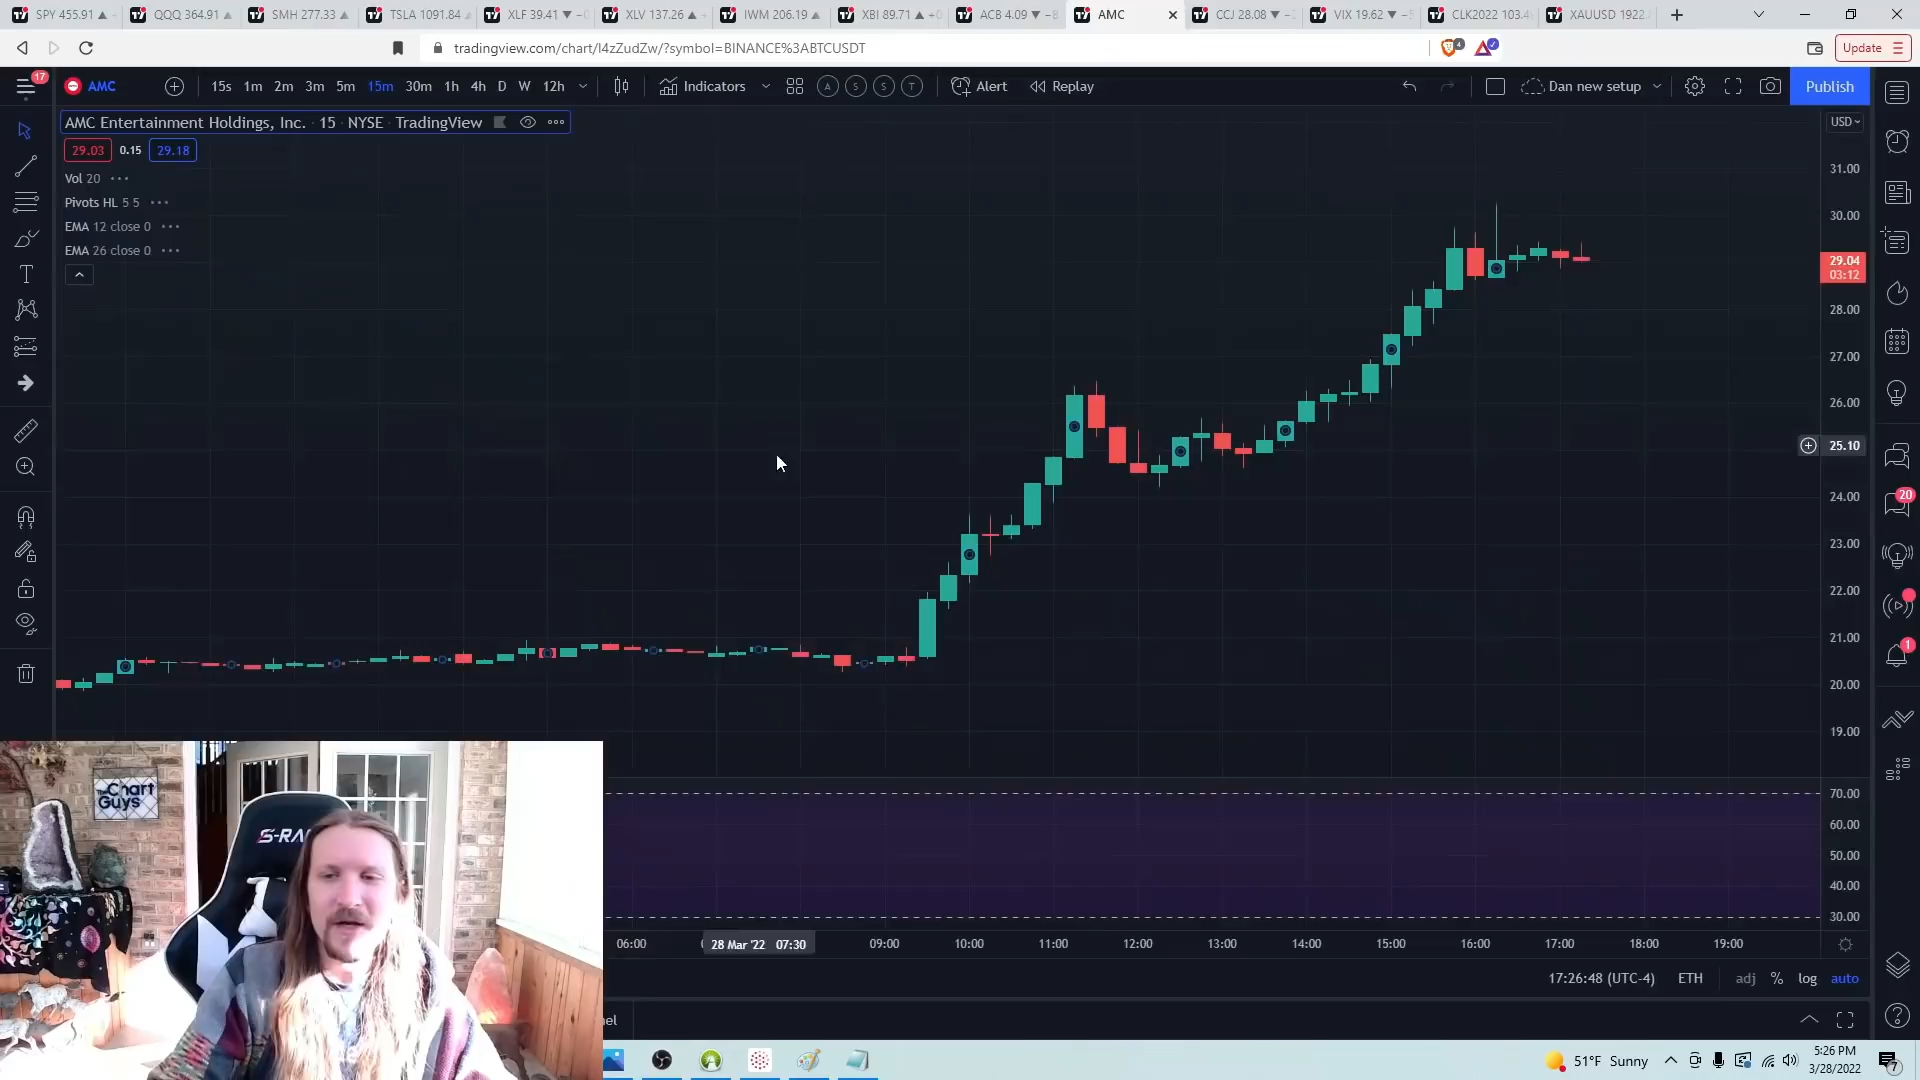 SPY 455.91
QQQ 364.91
SMH 277.33
TSLA 1091.84
XLF 39.41
XLV 137.26
IWM 206.19
XBI 89.71
ACB 4.09
AMC
CCJ 28.08
VIX 19.62
CLK2022 103.4
XAUUSD 1922
tradingview.com/chart/I4zZudZw/?symbol=BINANCE%3ABTCUSDT
4
Update
17
AMC
15s 1m 2m 3m 5m 15m 30m 1h 4h D W 12h
Indicators
A S S T
Alert
Replay
Dan new setup
Publish
AMC Entertainment Holdings, Inc. · 15 · NYSE · TradingView
USD
29.03 0.15 29.18
Vol 20
Pivots HL 5 5
EMA 12 close 0
EMA 26 close 0
31.00
30.00
29.04
03:12
28.00
27.00
26.00
25.10
24.00
23.00
22.00
21.00
20.00
19.00
20
1
The Chart Guys
S-RA
70.00
60.00
50.00
40.00
30.00
06:00
28 Mar '22 07:30
09:00 10:00 11:00 12:00 13:00 14:00 15:00 16:00 17:00 18:00 19:00
17:26:48 (UTC-4) ETH adj % log auto
nel
51°F Sunny
5:26 PM
3/28/2022
7